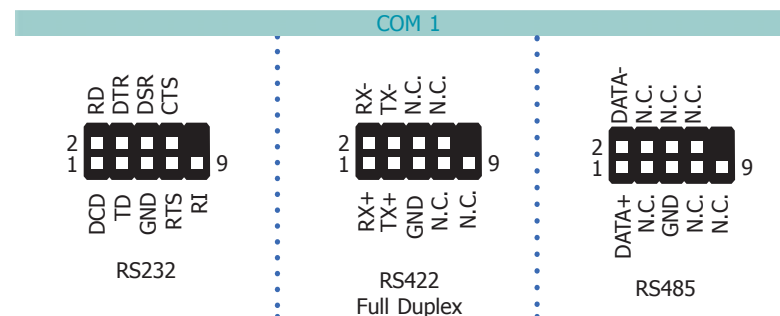 COM 1
RD DTR DSR CTS
2
1 9
DCD TD GND RTS RI
RS232
RX- TX- N.C. N.C.
2
1 9
RX+ TX+ GND N.C. N.C.
RS422
Full Duplex
DATA- N.C. N.C. N.C.
2
1 9
DATA+ N.C. GND N.C. N.C.
RS485